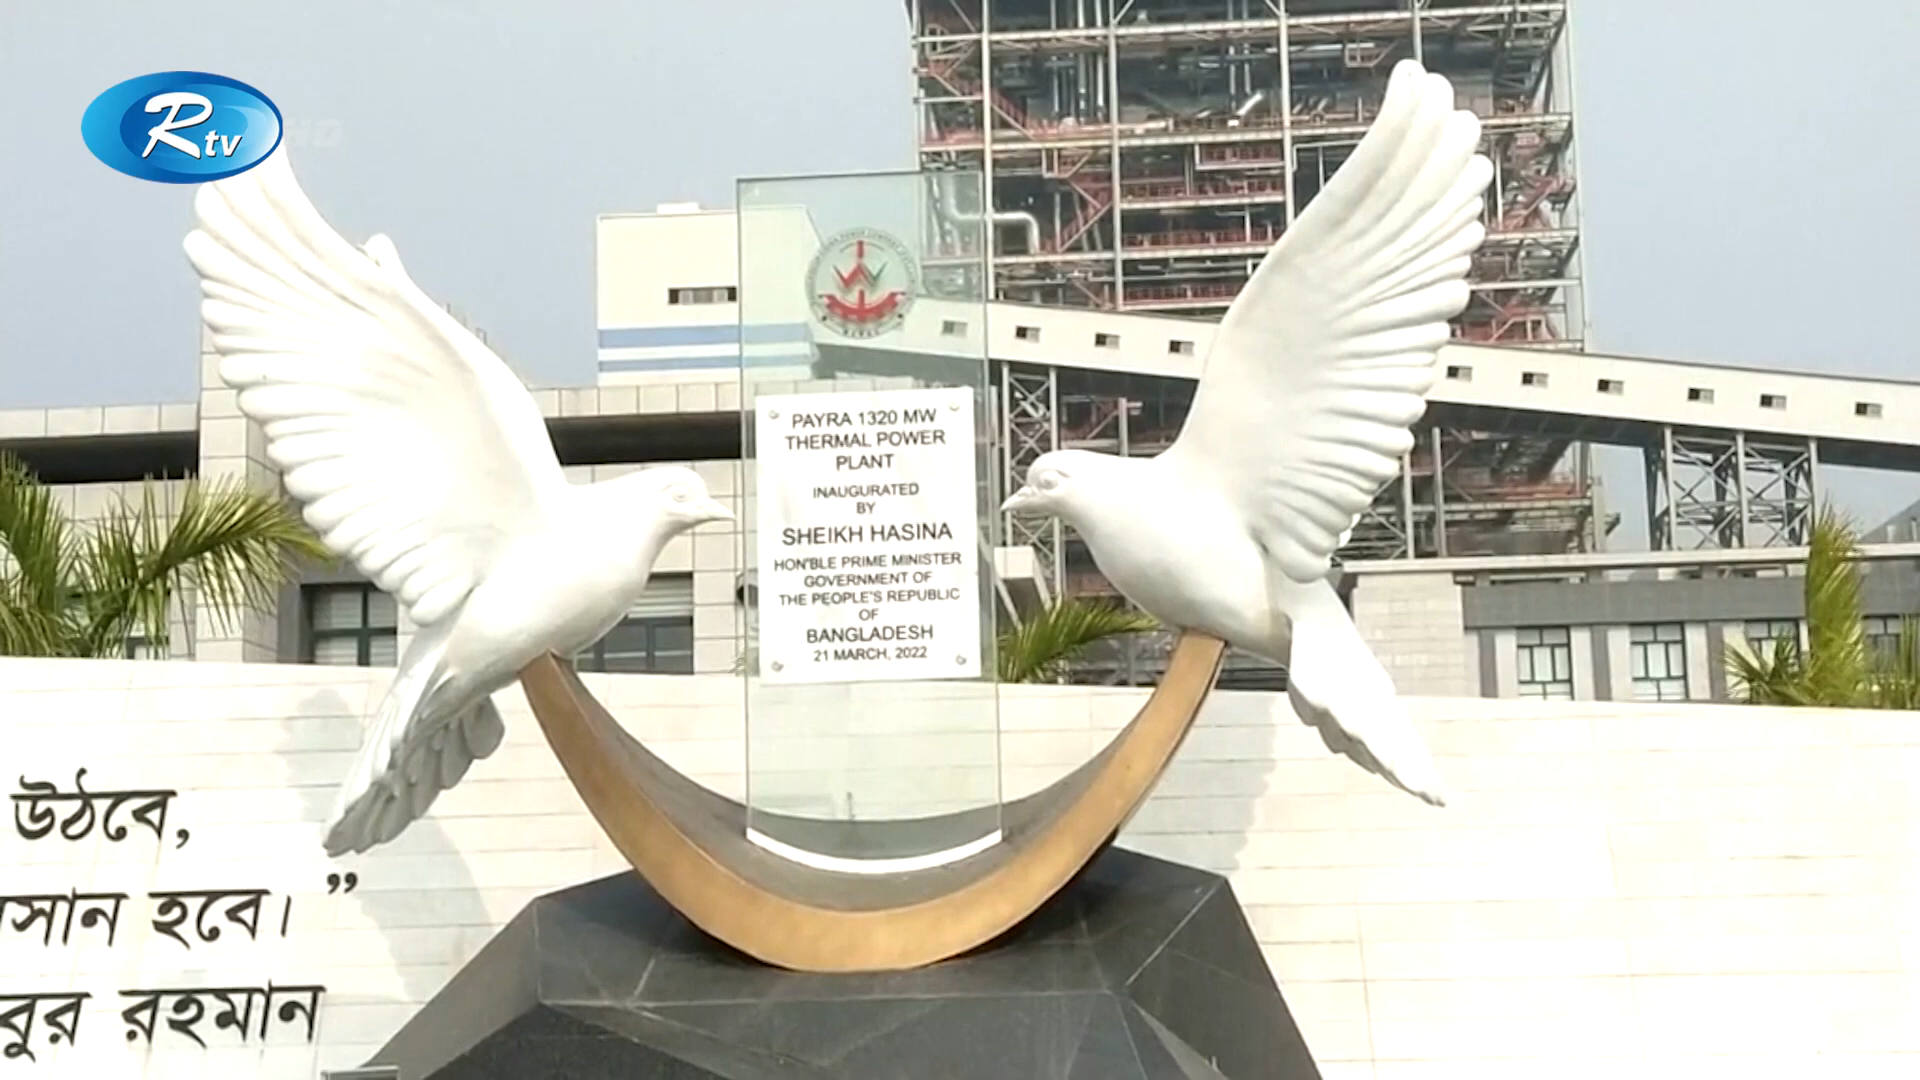 Rtv
HD
PAYRA 1320 MW
THERMAL POWER
PLANT
INAUGURATED
BY
SHEIKH HASINA
HON'BLE PRIME MINISTER
GOVERNMENT OF
THE PEOPLE'S REPUBLIC
OF
BANGLADESH
21 MARCH, 2022
উঠবে,
হবে। ”
রহমান